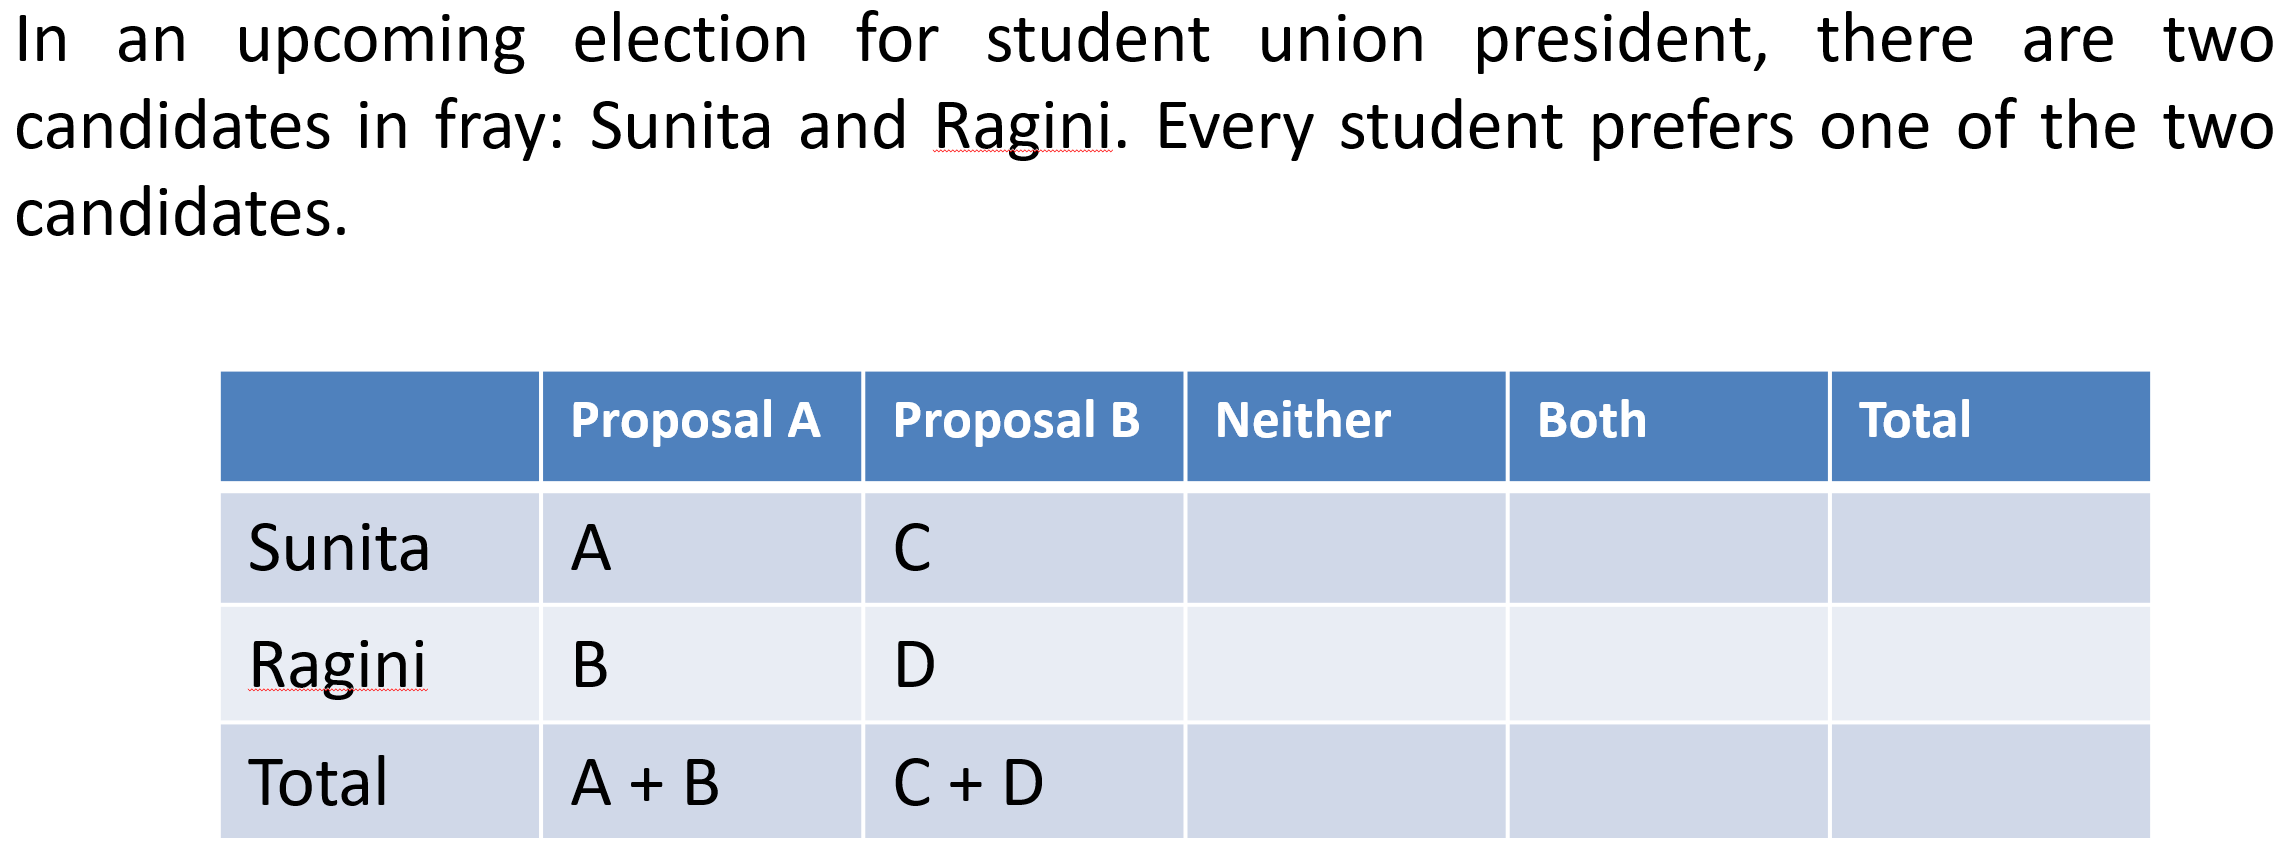 In an upcoming election for student union president, there are two
candidates in fray: Sunita and Ragini. Every student prefers one of the two
candidates.
Proposal A Proposal B Neither Both Total
Sunita A C
Ragini B D
Total A + B C + D